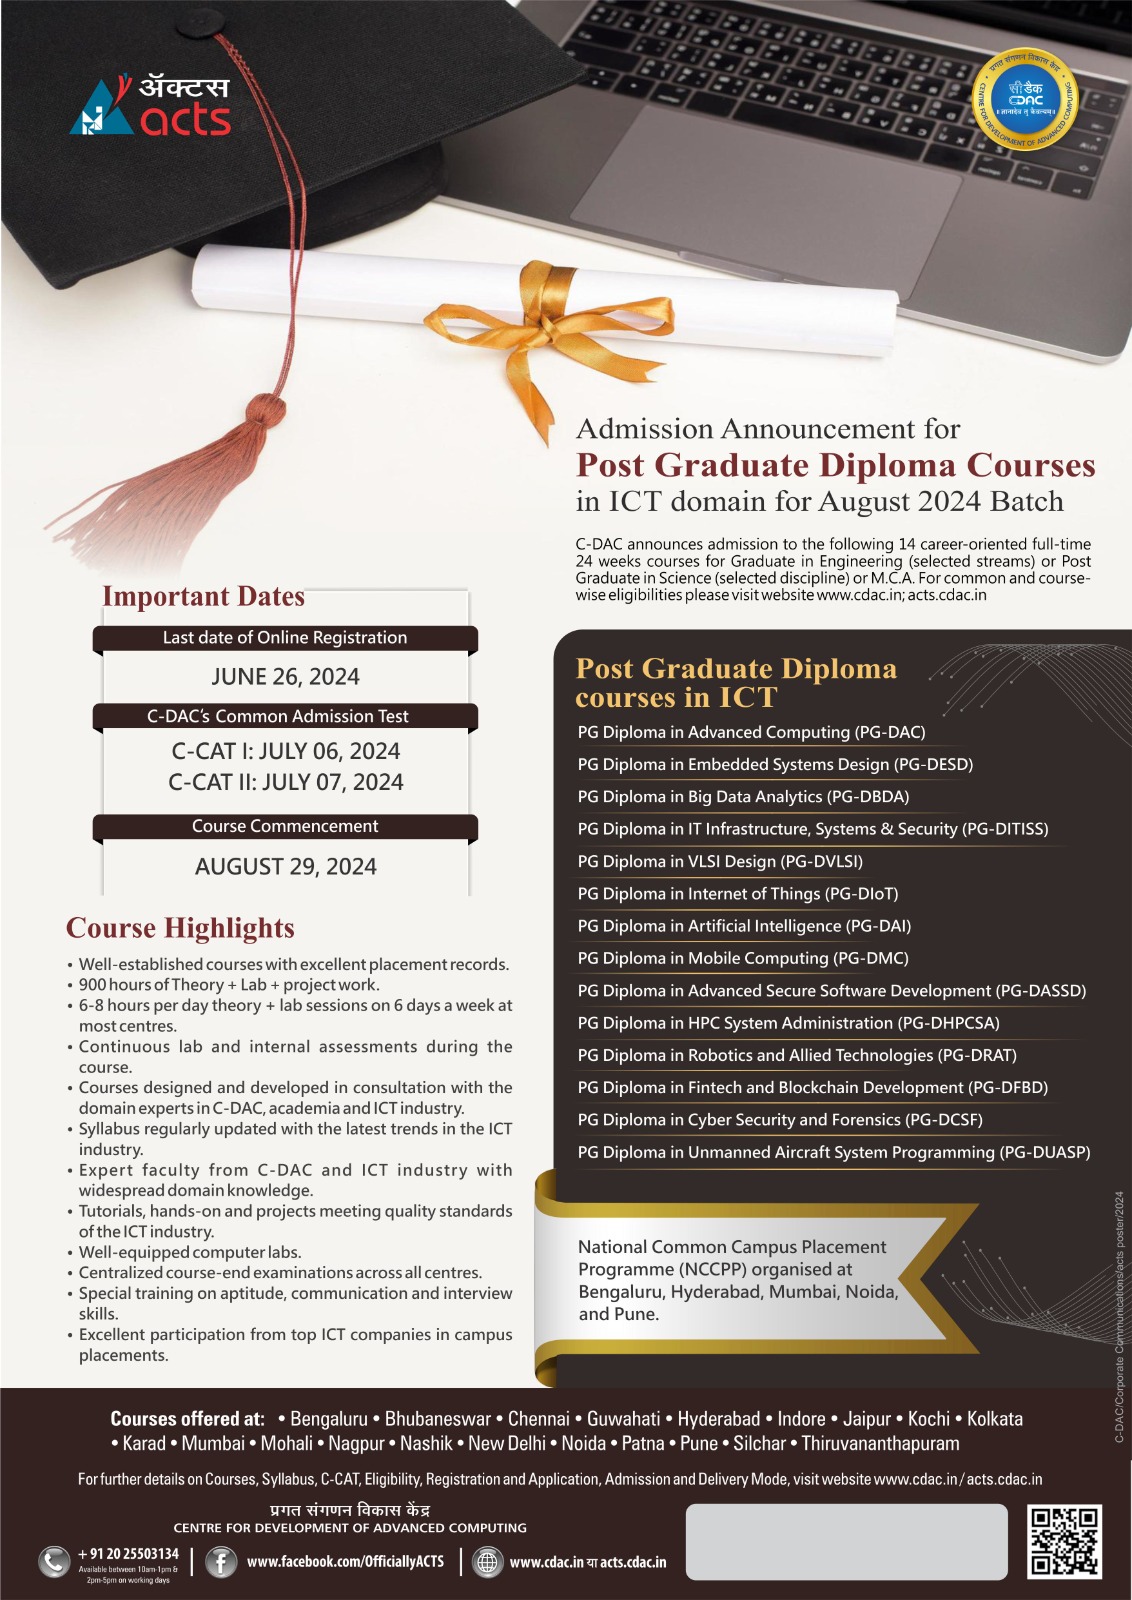 ॲक्टस
acts
प्रगत संगणन विकास केंद्र
सी डैक
CDAC
॥ ज्ञानादेव तु कैवल्यम् ॥
CENTRE FOR DEVELOPMENT OF ADVANCED COMPUTING
Admission Announcement for
Post Graduate Diploma Courses
in ICT domain for August 2024 Batch
C-DAC announces admission to the following 14 career-oriented full-time
24 weeks courses for Graduate in Engineering (selected streams) or Post
Graduate in Science (selected discipline) or M.C.A. For common and course-
wise eligibilities please visit website www.cdac.in; acts.cdac.in
Important Dates
Last date of Online Registration
JUNE 26, 2024
C-DAC's Common Admission Test
C-CAT I: JULY 06, 2024
C-CAT II: JULY 07, 2024
Course Commencement
AUGUST 29, 2024
Course Highlights
• Well-established courses with excellent placement records.
• 900 hours of Theory + Lab + project work.
• 6-8 hours per day theory + lab sessions on 6 days a week at
most centres.
• Continuous lab and internal assessments during the
course.
• Courses designed and developed in consultation with the
domain experts in C-DAC, academia and ICT industry.
• Syllabus regularly updated with the latest trends in the ICT
industry.
• Expert faculty from C-DAC and ICT industry with
widespread domain knowledge.
• Tutorials, hands-on and projects meeting quality standards
of the ICT industry.
• Well-equipped computer labs.
• Centralized course-end examinations across all centres.
• Special training on aptitude, communication and interview
skills.
• Excellent participation from top ICT companies in campus
placements.
Post Graduate Diploma
courses in ICT
PG Diploma in Advanced Computing (PG-DAC)
PG Diploma in Embedded Systems Design (PG-DESD)
PG Diploma in Big Data Analytics (PG-DBDA)
PG Diploma in IT Infrastructure, Systems & Security (PG-DITISS)
PG Diploma in VLSI Design (PG-DVLSI)
PG Diploma in Internet of Things (PG-DIoT)
PG Diploma in Artificial Intelligence (PG-DAI)
PG Diploma in Mobile Computing (PG-DMC)
PG Diploma in Advanced Secure Software Development (PG-DASSD)
PG Diploma in HPC System Administration (PG-DHPCSA)
PG Diploma in Robotics and Allied Technologies (PG-DRAT)
PG Diploma in Fintech and Blockchain Development (PG-DFBD)
PG Diploma in Cyber Security and Forensics (PG-DCSF)
PG Diploma in Unmanned Aircraft System Programming (PG-DUASP)
National Common Campus Placement
Programme (NCCPP) organised at
Bengaluru, Hyderabad, Mumbai, Noida,
and Pune.
C-DAC/Corporate Communications/acts poster/2024
Courses offered at: • Bengaluru • Bhubaneswar • Chennai • Guwahati • Hyderabad • Indore • Jaipur • Kochi • Kolkata
• Karad • Mumbai • Mohali • Nagpur • Nashik • New Delhi • Noida • Patna • Pune • Silchar • Thiruvananthapuram
For further details on Courses, Syllabus, C-CAT, Eligibility, Registration and Application, Admission and Delivery Mode, visit website www.cdac.in / acts.cdac.in
प्रगत संगणन विकास केंद्र
CENTRE FOR DEVELOPMENT OF ADVANCED COMPUTING
+ 91 20 25503134
Available between 10am-1pm &
2pm-5pm on working days
www.facebook.com/OfficiallyACTS
www.cdac.in या acts.cdac.in